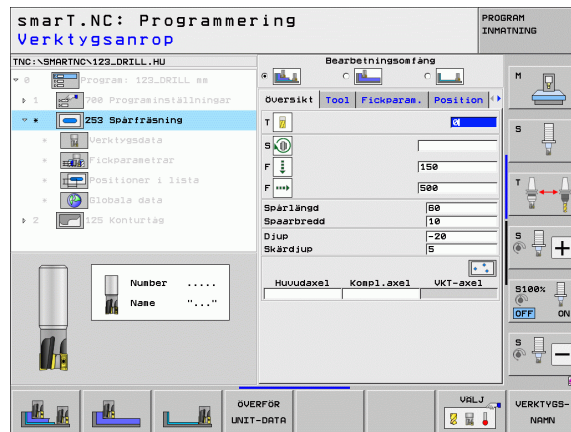 smarT.NC: Programmering
Verktygsanrop
PROGRAM
INMATNING
TNC:\SMARTNC\123_DRILL.HU
0 Program: 123_DRILL mm
1 700 Programinställningar
* 253 Spårfräsning
* Verktygsdata
* Fickparametrar
* Positioner i lista
* Globala data
2 125 Konturtåg
Number .....
Name "..."
Bearbetningsomfång
Översikt Tool Fickparam. Position
T 0
S
F 150
F 500
Spårlängd 60
Spaarbredd 10
Djup -20
Skärdjup 5
Huvudaxel Kompl.axel VKT-axel
M
S
T
S
S100%
OFF ON
S
ÖVERFÖR
UNIT-DATA
VALJ
VERKTYGS-
NAMN